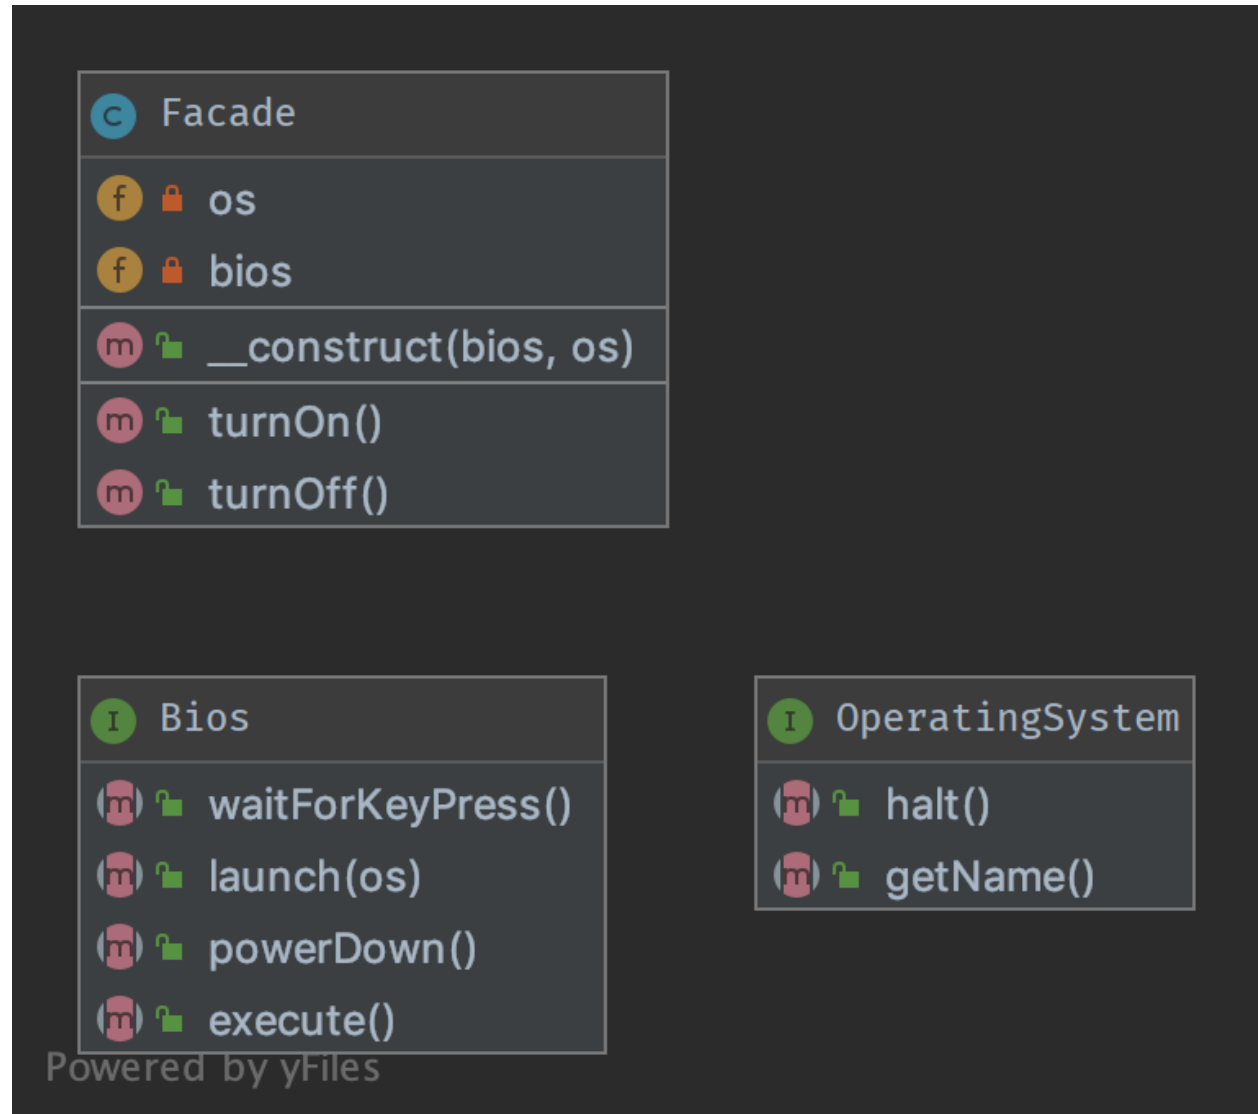 C Facade
f os
f bios
m __construct(bios, os)
m turnOn()
m turnOff()
I Bios
m waitForKeyPress()
m launch(os)
m powerDown()
m execute()
I OperatingSystem
m halt()
m getName()
Powered by yFiles